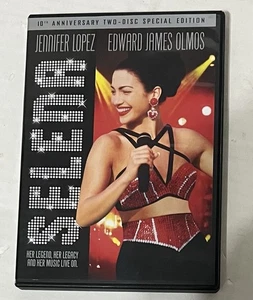 10TH ANNIVERSARY TWO-DISC SPECIAL EDITION
JENNIFER LOPEZ EDWARD JAMES OLMOS
SELENA
HER LEGEND, HER LEGACY
AND HER MUSIC LIVE ON.